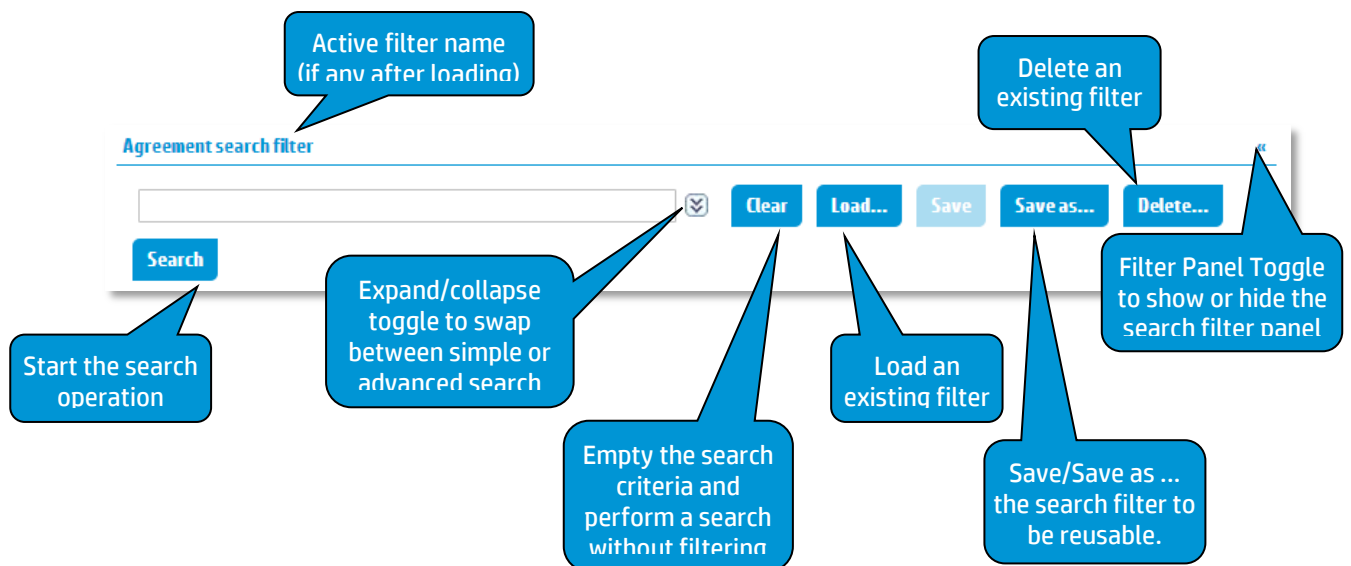 Active filter name
(if any after loading)
Delete an
existing filter
Agreement search filter
«
Clear
Load...
Save
Save as...
Delete...
Search
Start the search
operation
Expand/collapse
toggle to swap
between simple or
advanced search
Empty the search
criteria and
perform a search
without filtering
Load an
existing filter
Save/Save as ...
the search filter to
be reusable.
Filter Panel Toggle
to show or hide the
search filter panel